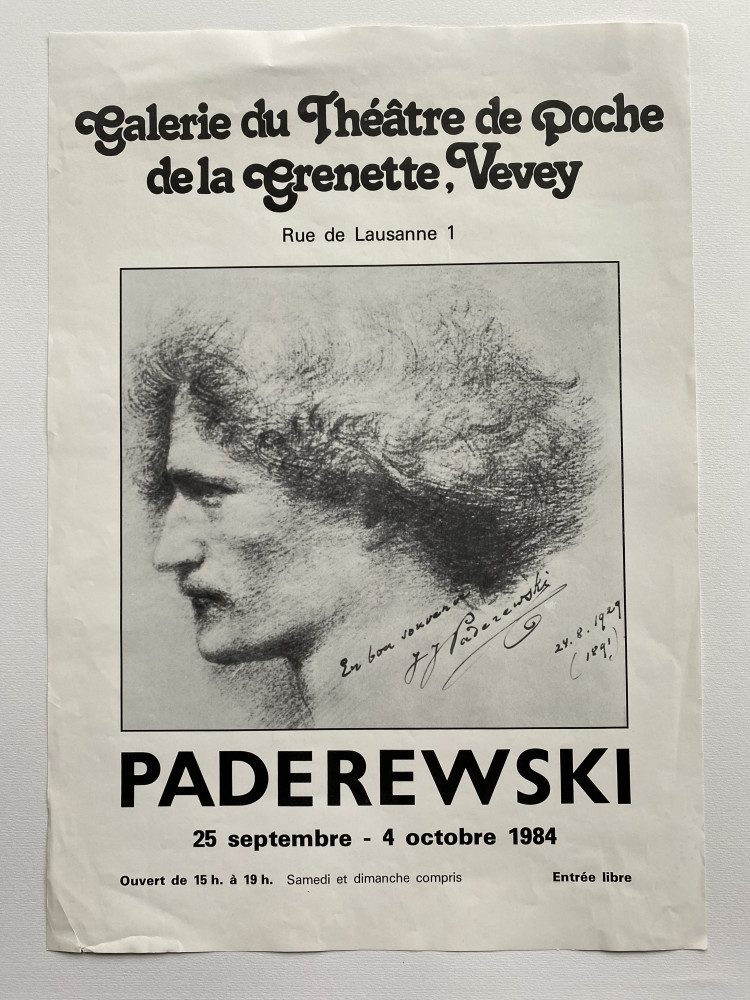 Galerie du Théâtre de Poche
de la Grenette, Vevey
Rue de Lausanne 1
En bon souvenir
J J Paderewski
24.8.1929
(1891)
PADEREWSKI
25 septembre - 4 octobre 1984
Ouvert de 15 h. à 19 h. Samedi et dimanche compris Entrée libre